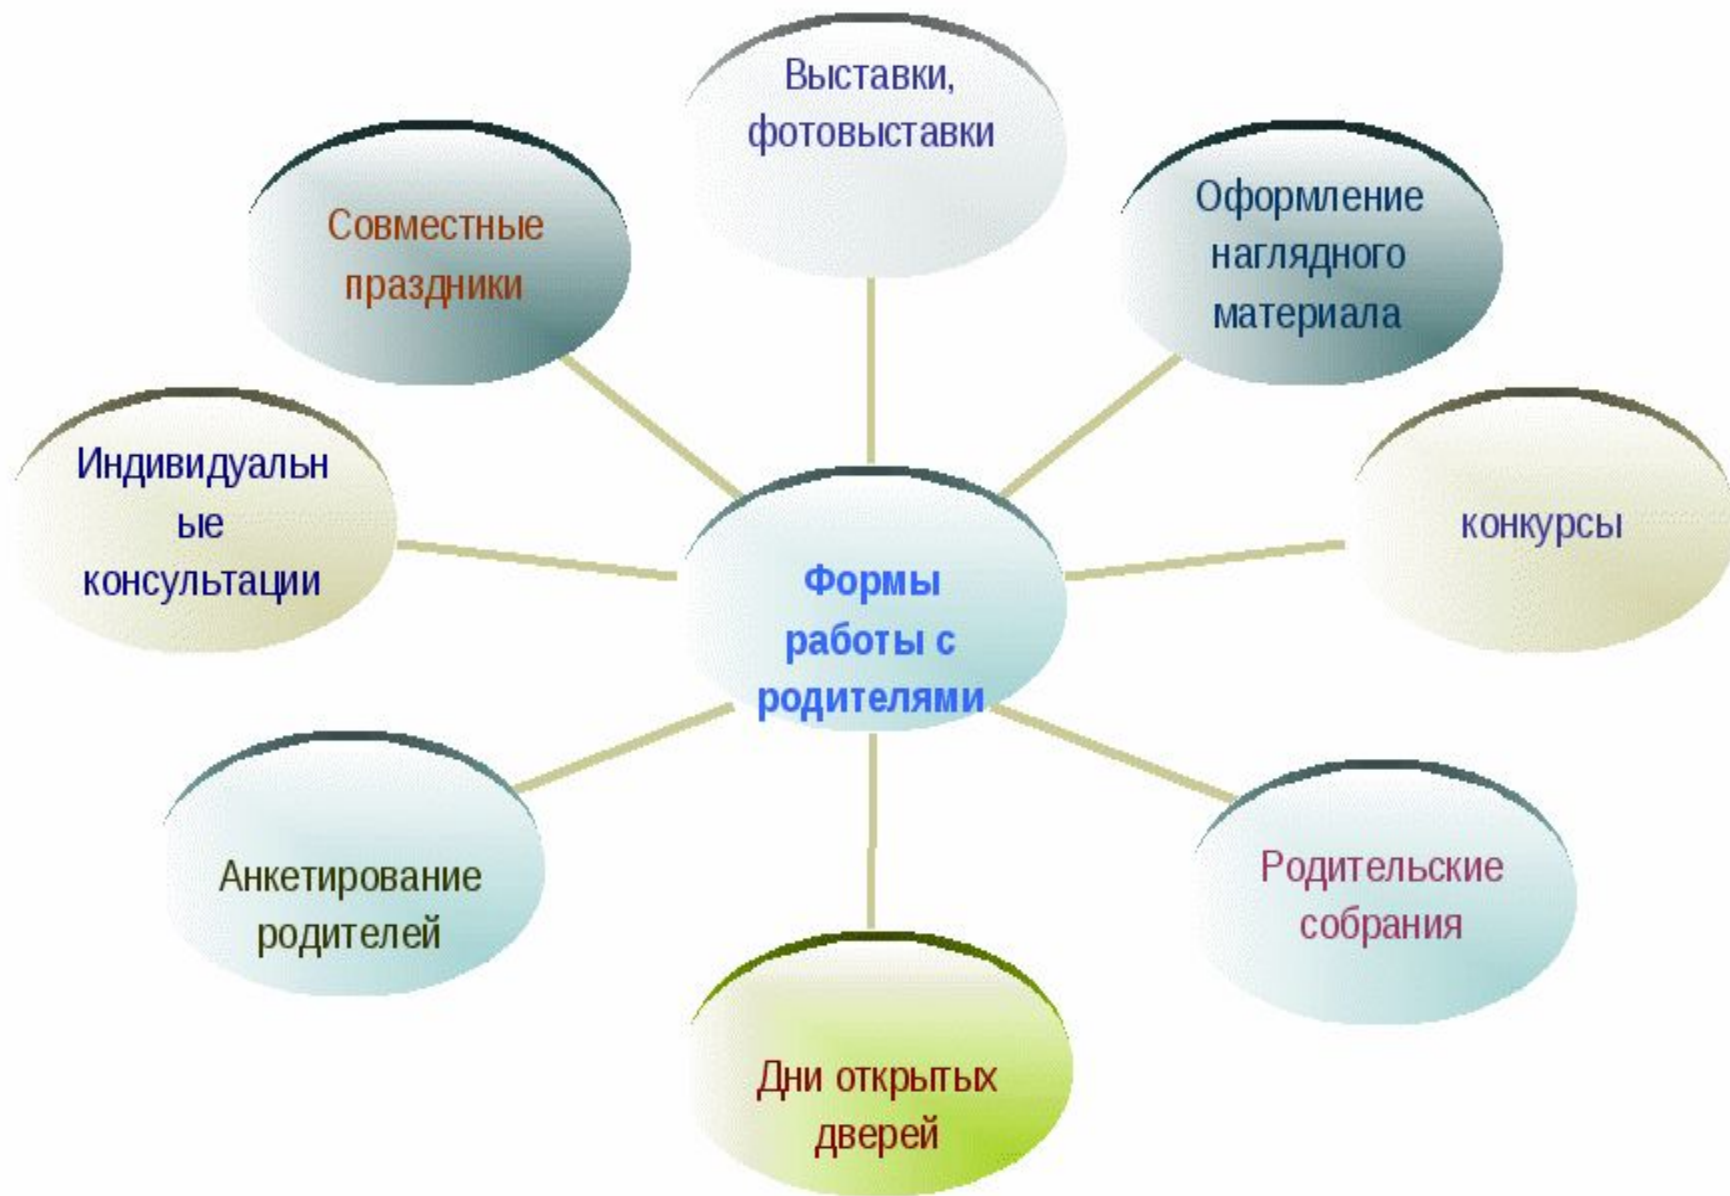 Выставки,
фотовыставки
Совместные
праздники
Оформление
наглядного
материала
Индивидуальн
ые
консультации
конкурсы
Формы
работы с
родителями
Анкетирование
родителей
Родительские
собрания
Дни открытых
дверей